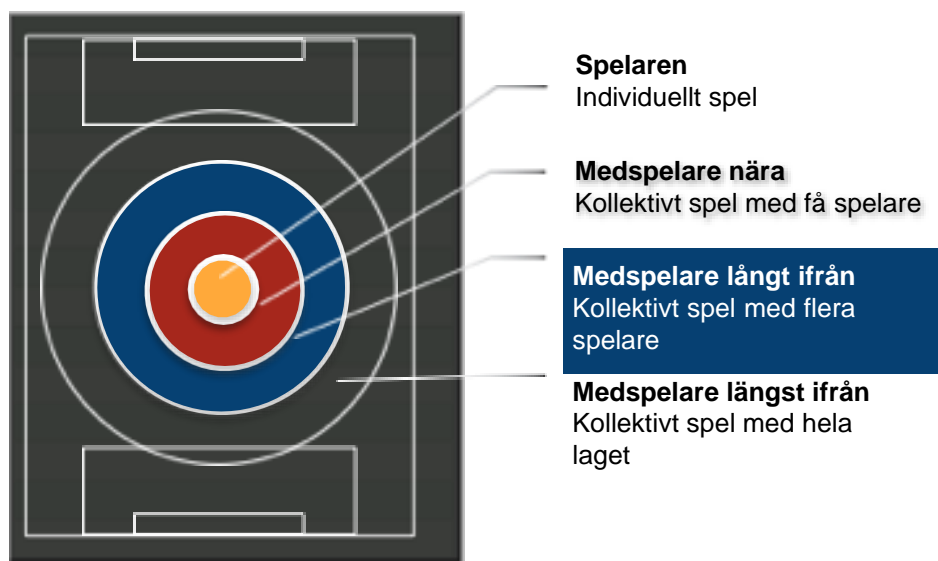 Spelaren
Individuellt spel
Medspelare nära
Kollektivt spel med få spelare
Medspelare långt ifrån
Kollektivt spel med flera
spelare
Medspelare längst ifrån
Kollektivt spel med hela
laget